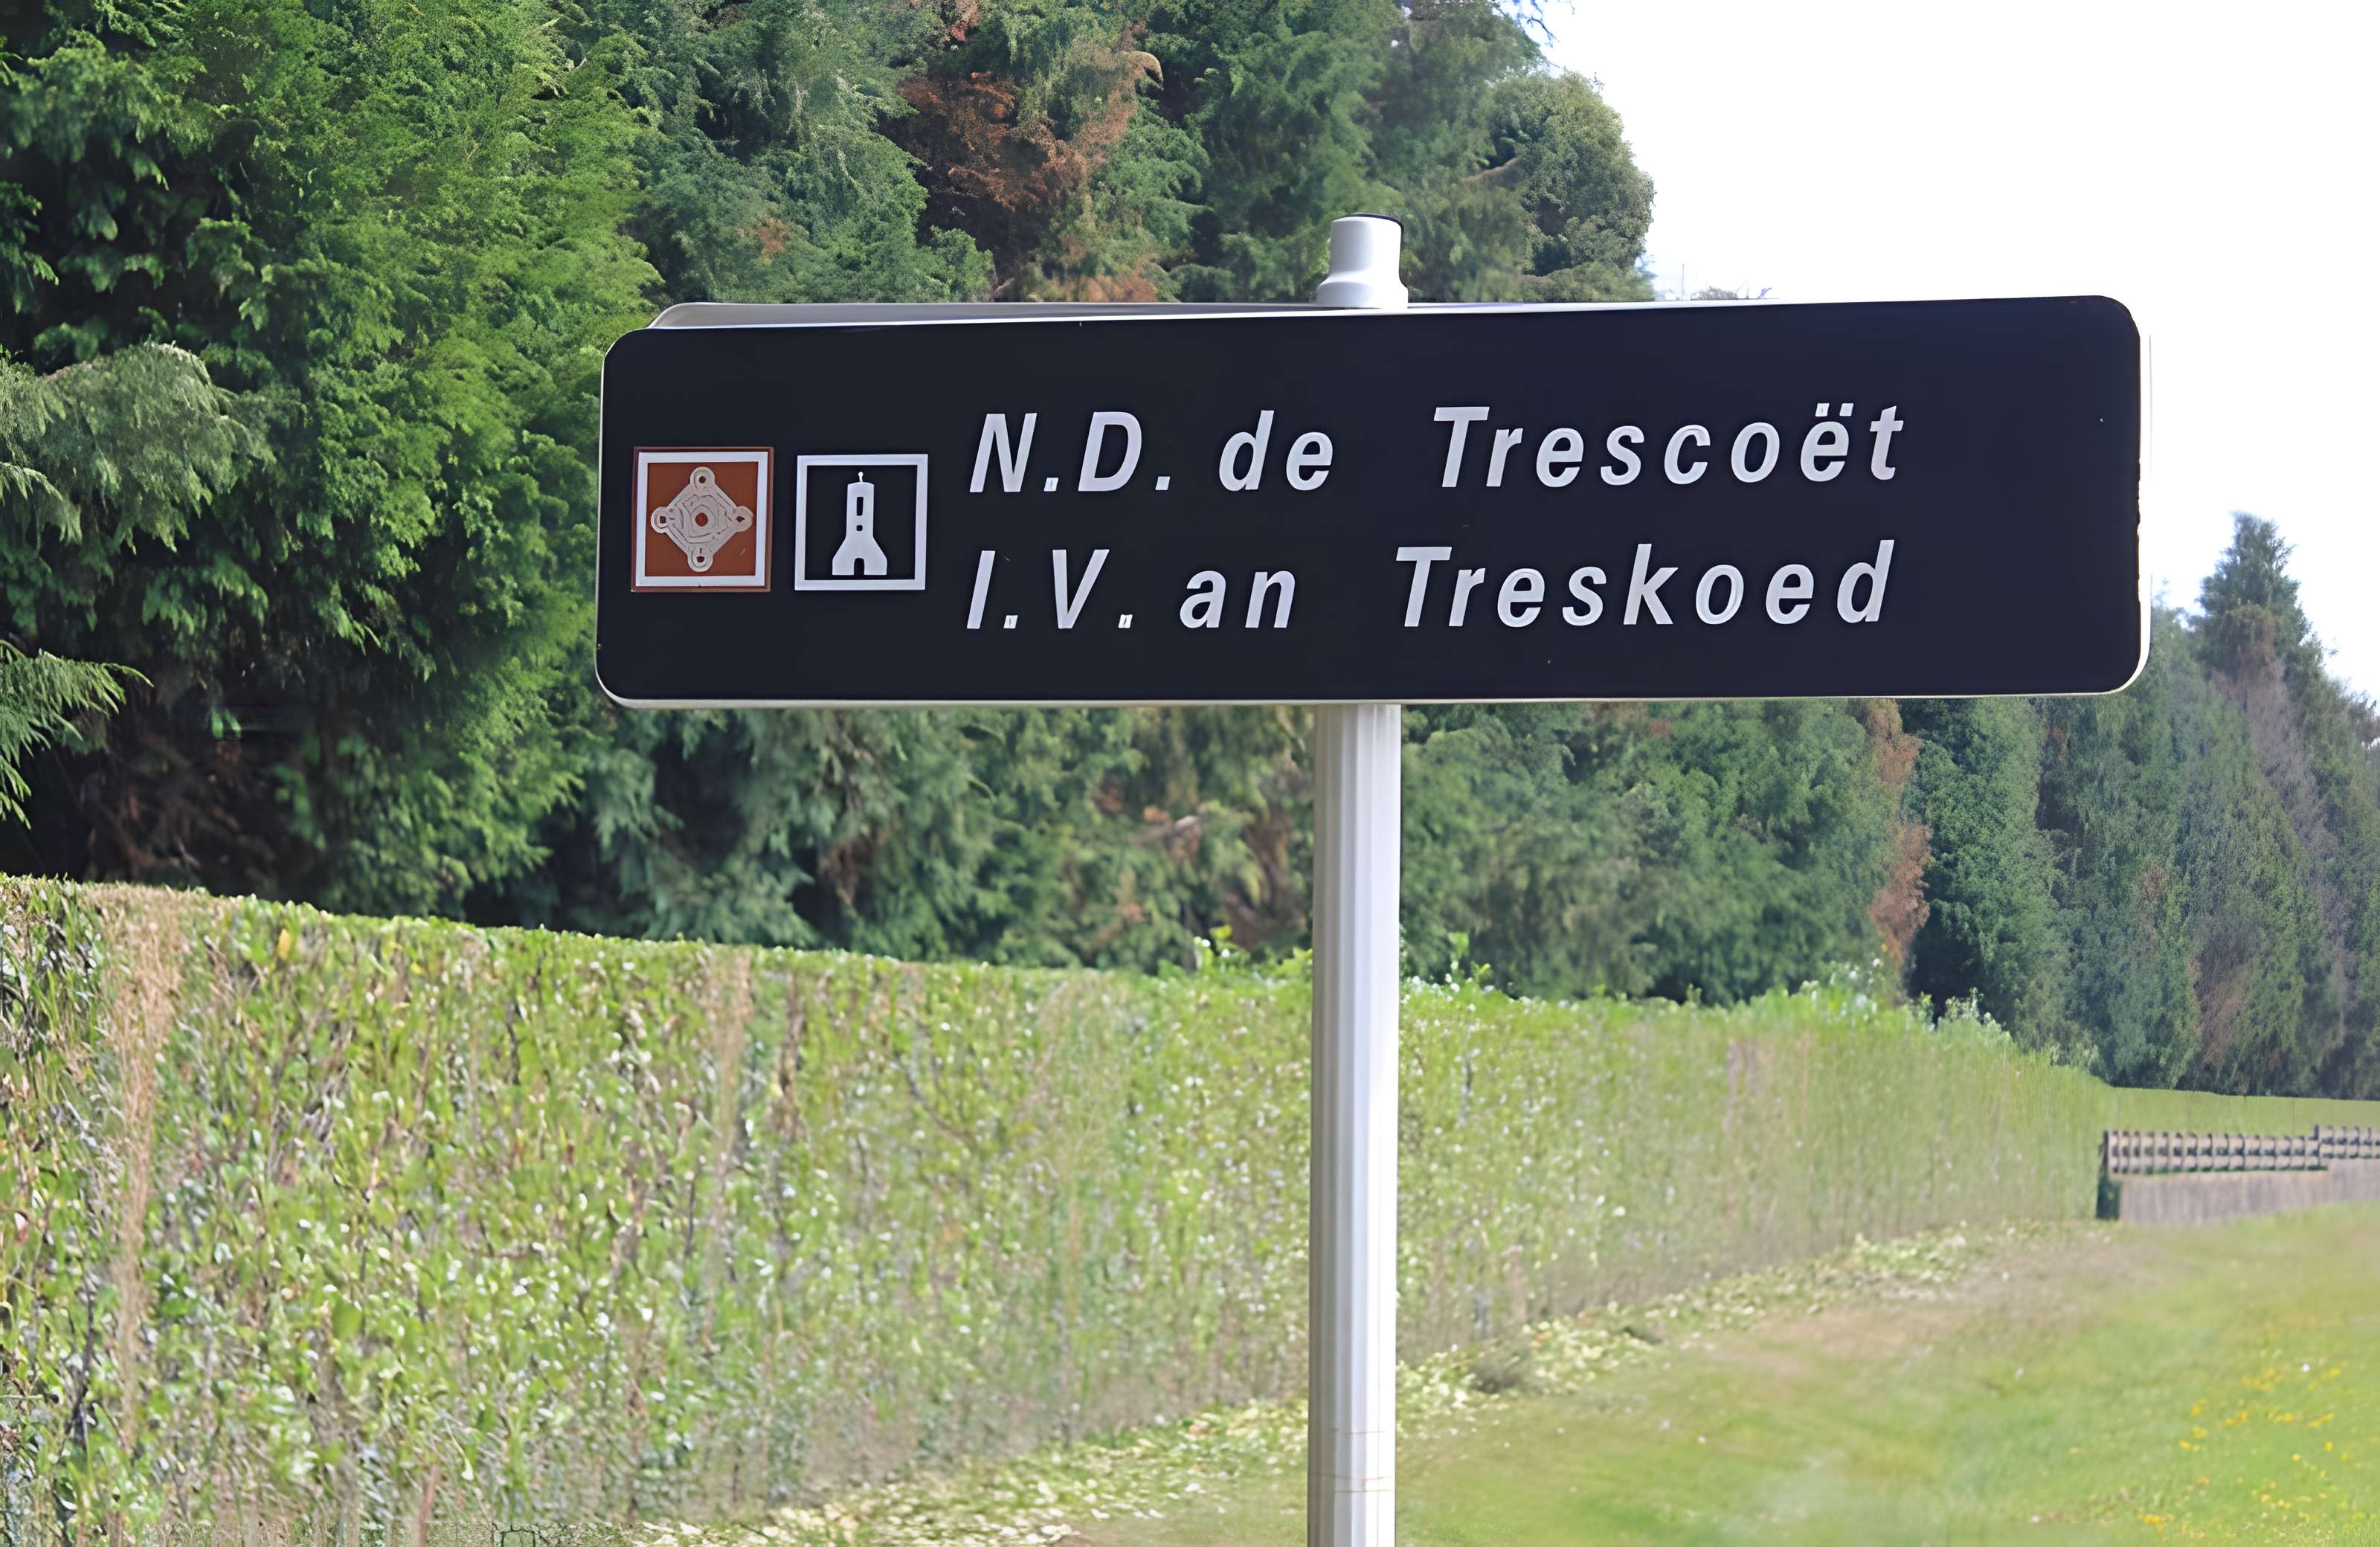 N.D. de Trescoët
I.V. an Treskoed